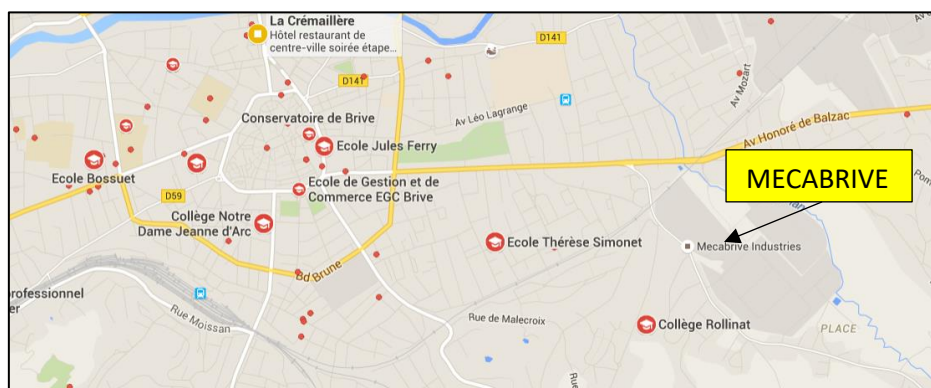 La Crémaillère
Hôtel restaurant de
centre-ville soirée étape...
D141
D141
Av Mozart
Av Léo Lagrange
Conservatoire de Brive
Av Honoré de Balzac
Ecole Jules Ferry
Ecole Bossuet
Ecole de Gestion et de
Commerce EGC Brive
MECABRIVE
D59
Collège Notre
Dame Jeanne d'Arc
Ecole Thérèse Simonet
Mecabrive Industries
Bd Brune
professionnel
er
Rue Moissan
Rue de Malecroix
Collège Rollinat
PLACE
Rue